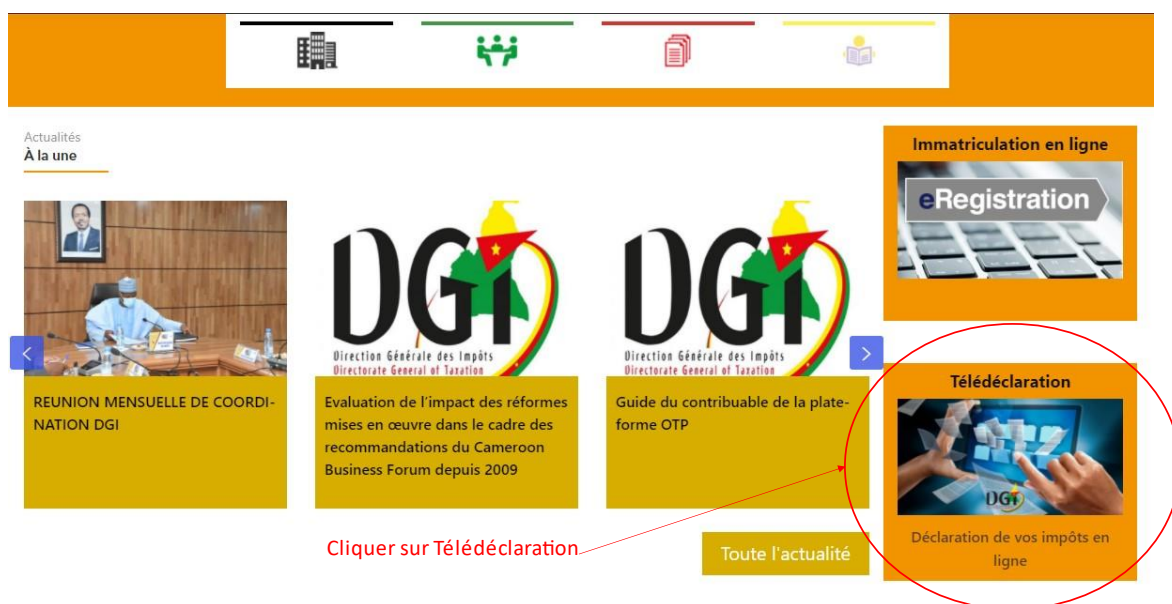 Actualités
À la une
REUNION MENSUELLE DE COORDI-
NATION DGI
DGI
Direction Générale des Impôts
Directorate General of Taxation
Evaluation de l'impact des réformes
mises en œuvre dans le cadre des
recommandations du Cameroon
Business Forum depuis 2009
DGI
Direction Générale des Impôts
Directorate General of Taxation
Guide du contribuable de la plate-
forme OTP
Cliquer sur Télédéclaration
Toute l'actualité
Immatriculation en ligne
eRegistration
Télédéclaration
DGI
Déclaration de vos impôts en
ligne